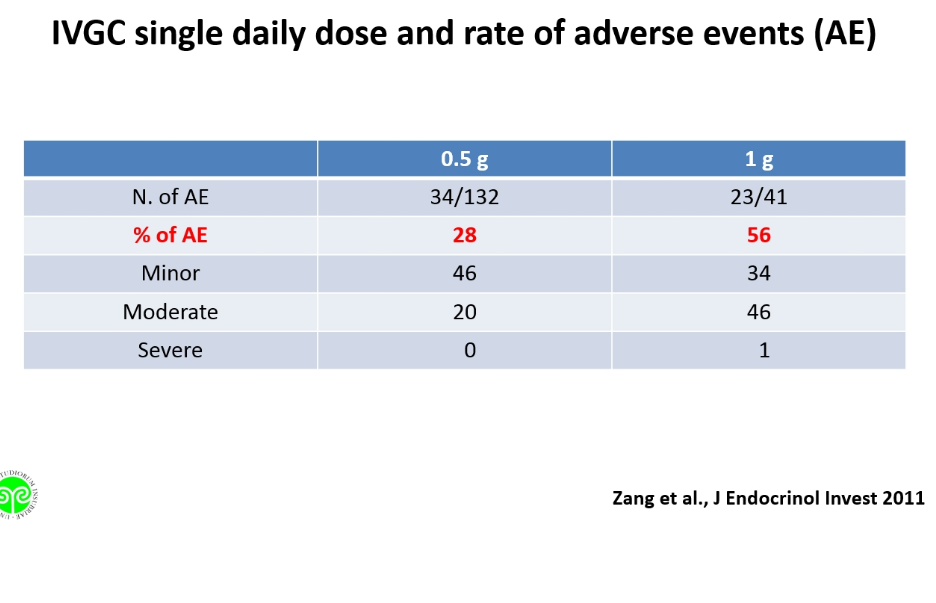 IVGC single daily dose and rate of adverse events (AE)
0.5 g 1 g
N. of AE 34/132 23/41
% of AE 28 56
Minor 46 34
Moderate 20 46
Severe 0 1
Zang et al., J Endocrinol Invest 2011